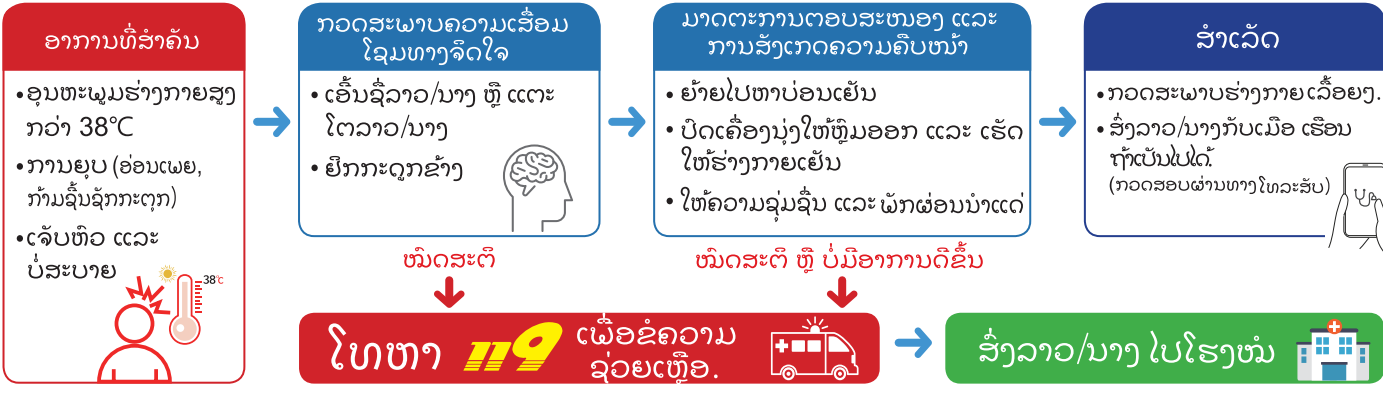 ອາການທີ່ສຳຄັນ
•ອຸນຫະພູມຮ່າງກາຍສູງ
ກວ່າ 38℃
•ການຍຸບ (ອ່ອນເພຍ,
ກ້າມຊີ້ນຊັກກະຕຸກ)
•ເຈັບຫົວ ແລະ
ບໍ່ສະບາຍ
38℃
ກວດສະພາບຄວາມເສື່ອມ
ໂຊມທາງຈິດໃຈ
• ເອີ້ນຊື່ລາວ/ນາງ ຫຼື ແຕະ
ໂຕລາວ/ນາງ
• ຢິກກະດູກຂ້າງ
ມາດຕະການຕອບສະໜອງ ແລະ
ການສັງເກດຄວາມຄືບໜ້າ
• ຍ້າຍໄປຫາບ່ອນເຢັນ
• ປົດເຄື່ອງນຸ່ງໃຫ້ຫຼົມອອກ ແລະ ເຮັດ
ໃຫ້ຮ່າງກາຍເຢັນ
• ໃຫ້ຄວາມຊຸ່ມຊື່ນ ແລະ ພັກຜ່ອນນຳແດ່
ສຳເລັດ
•ກວດສະພາບຮ່າງກາຍເລື້ອຍໆ.
•ສົ່ງລາວ/ນາງກັບເມືອ ເຮືອນ
ຖ້າເປັນໄປໄດ້.
(ກວດສອບຜ່ານທາງໂທລະສັບ)
ໝົດສະຕິ
ໝົດສະຕິ ຫຼື ບໍ່ມີອາການດີຂຶ້ນ
ໂທຫາ 119 ເພື່ອຂໍຄວາມ
ຊ່ວຍເຫຼືອ.
ສົ່ງລາວ/ນາງ ໄປໂຮງໝໍ